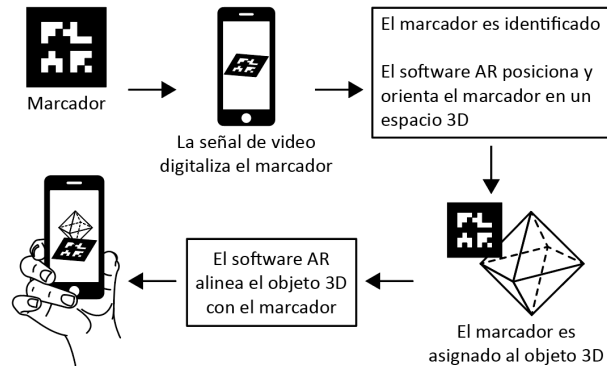 Marcador
La señal de video
digitaliza el marcador
El marcador es identificado
El software AR posiciona y
orienta el marcador en un
espacio 3D
El marcador es
asignado al objeto 3D
El software AR
alinea el objeto 3D
con el marcador